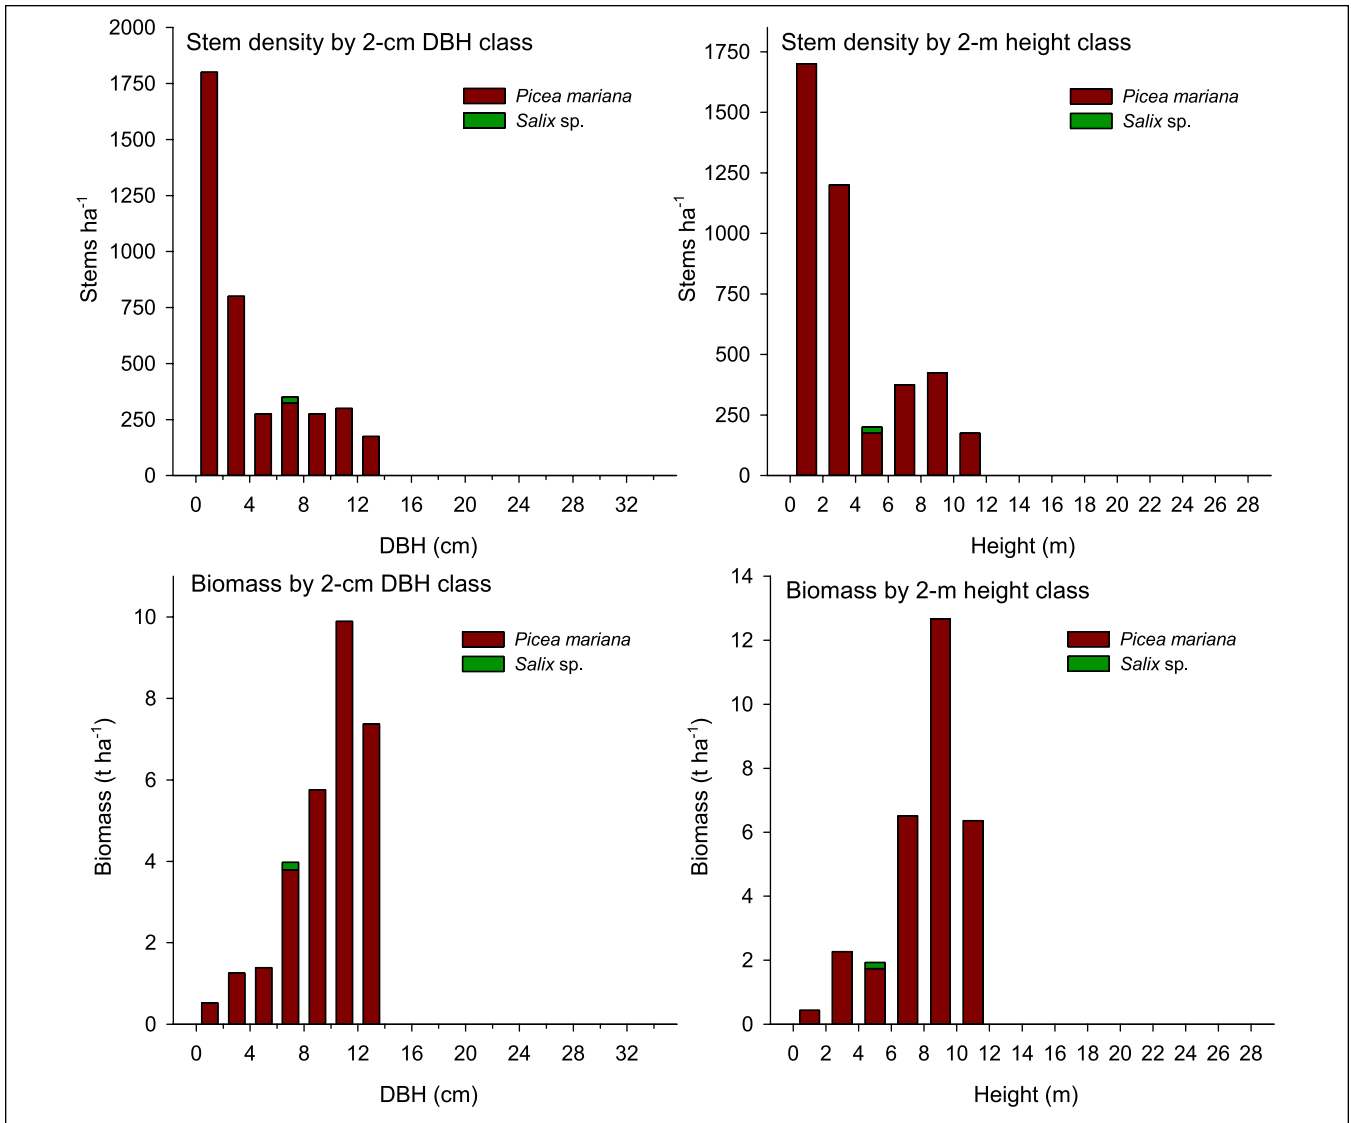 Stem density by 2-cm DBH class
Picea mariana
Salix sp.
2000
1750
1500
1250
1000
750
500
250
0
Stems ha-1
0 4 8 12 16 20 24 28 32
DBH (cm)
Stem density by 2-m height class
Picea mariana
Salix sp.
1750
1500
1250
1000
750
500
250
0
Stems ha-1
0 2 4 6 8 10 12 14 16 18 20 22 24 26 28
Height (m)
Biomass by 2-cm DBH class
Picea mariana
Salix sp.
10
8
6
4
2
0
Biomass (t ha-1)
0 4 8 12 16 20 24 28 32
DBH (cm)
Biomass by 2-m height class
Picea mariana
Salix sp.
14
12
10
8
6
4
2
0
Biomass (t ha-1)
0 2 4 6 8 10 12 14 16 18 20 22 24 26 28
Height (m)